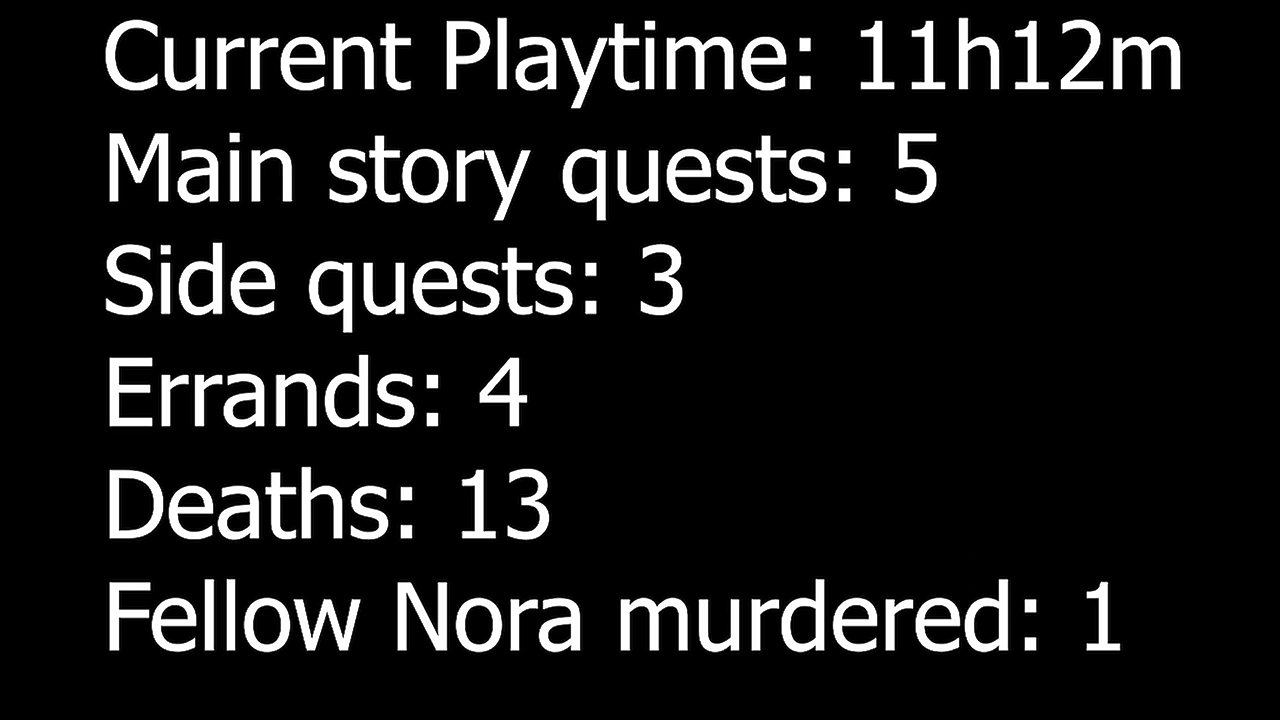 Current Playtime: 11h12m
Main story quests: 5
Side quests: 3
Errands: 4
Deaths: 13
Fellow Nora murdered: 1